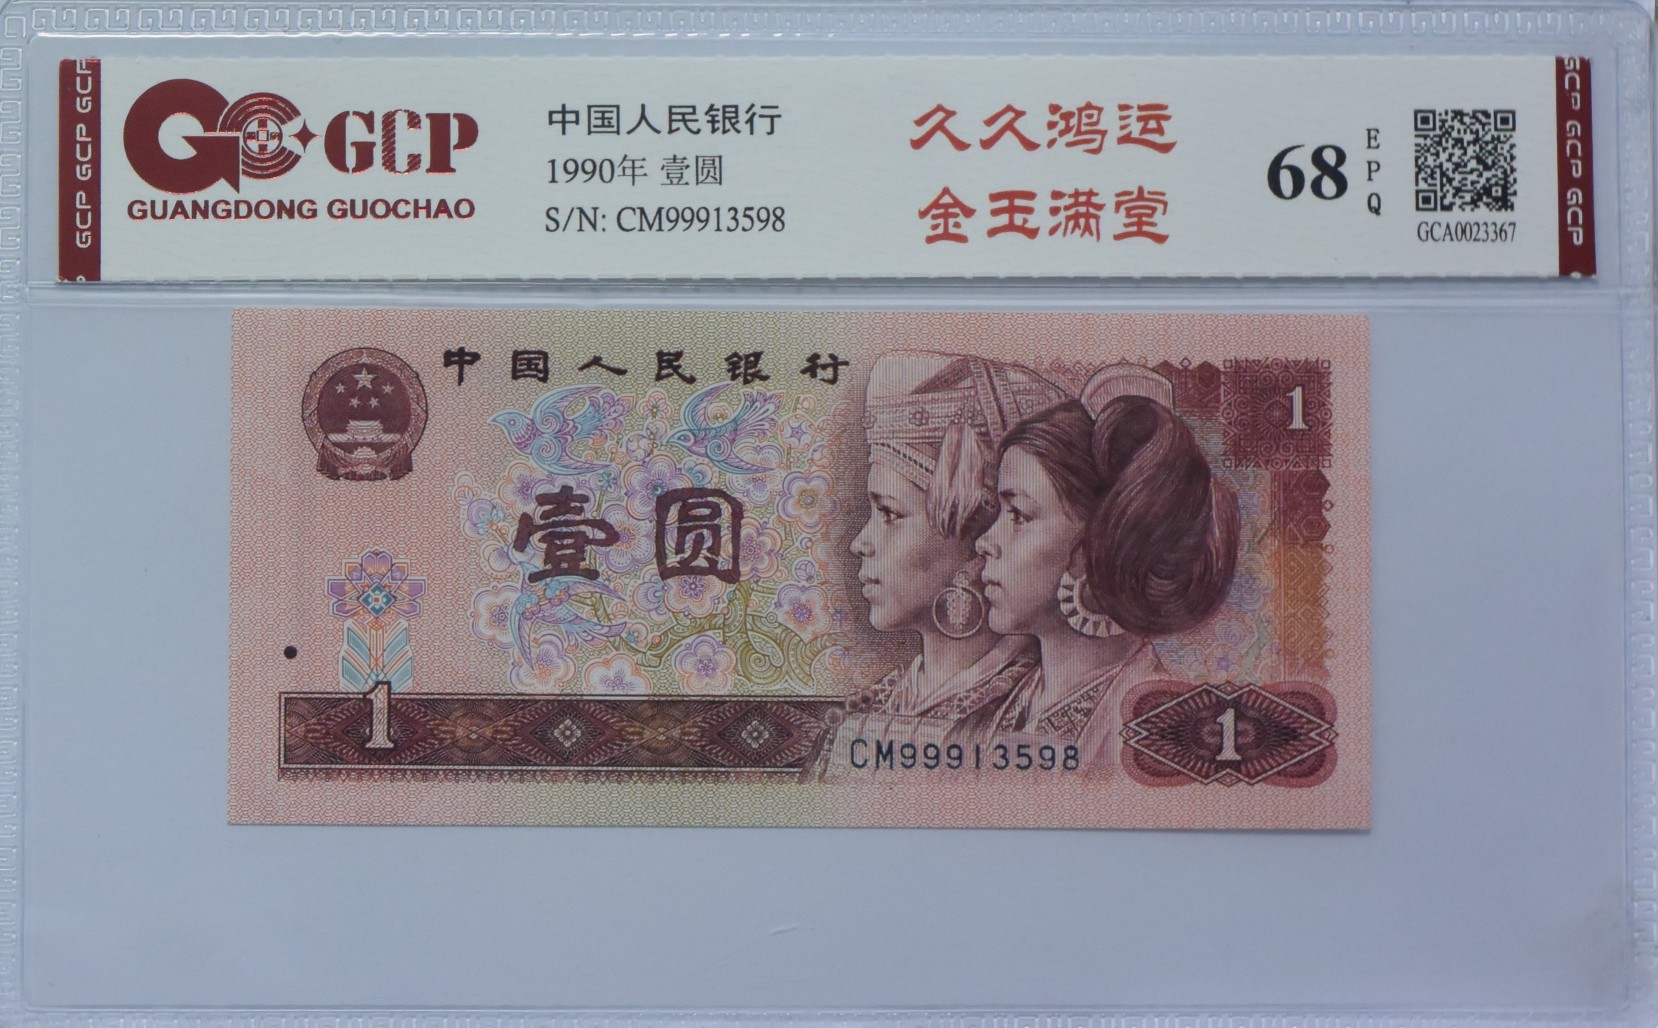 GCP
GUANGDONG GUOCHAO
中国人民银行
1990年 壹圆
S/N: CM99913598
久久鸿运
金玉满堂
68
EPQ
GCA0023367
GCP GCP GCP
GCP GCP GCP
中国人民银行
1
壹圆
1
CM99913598
1